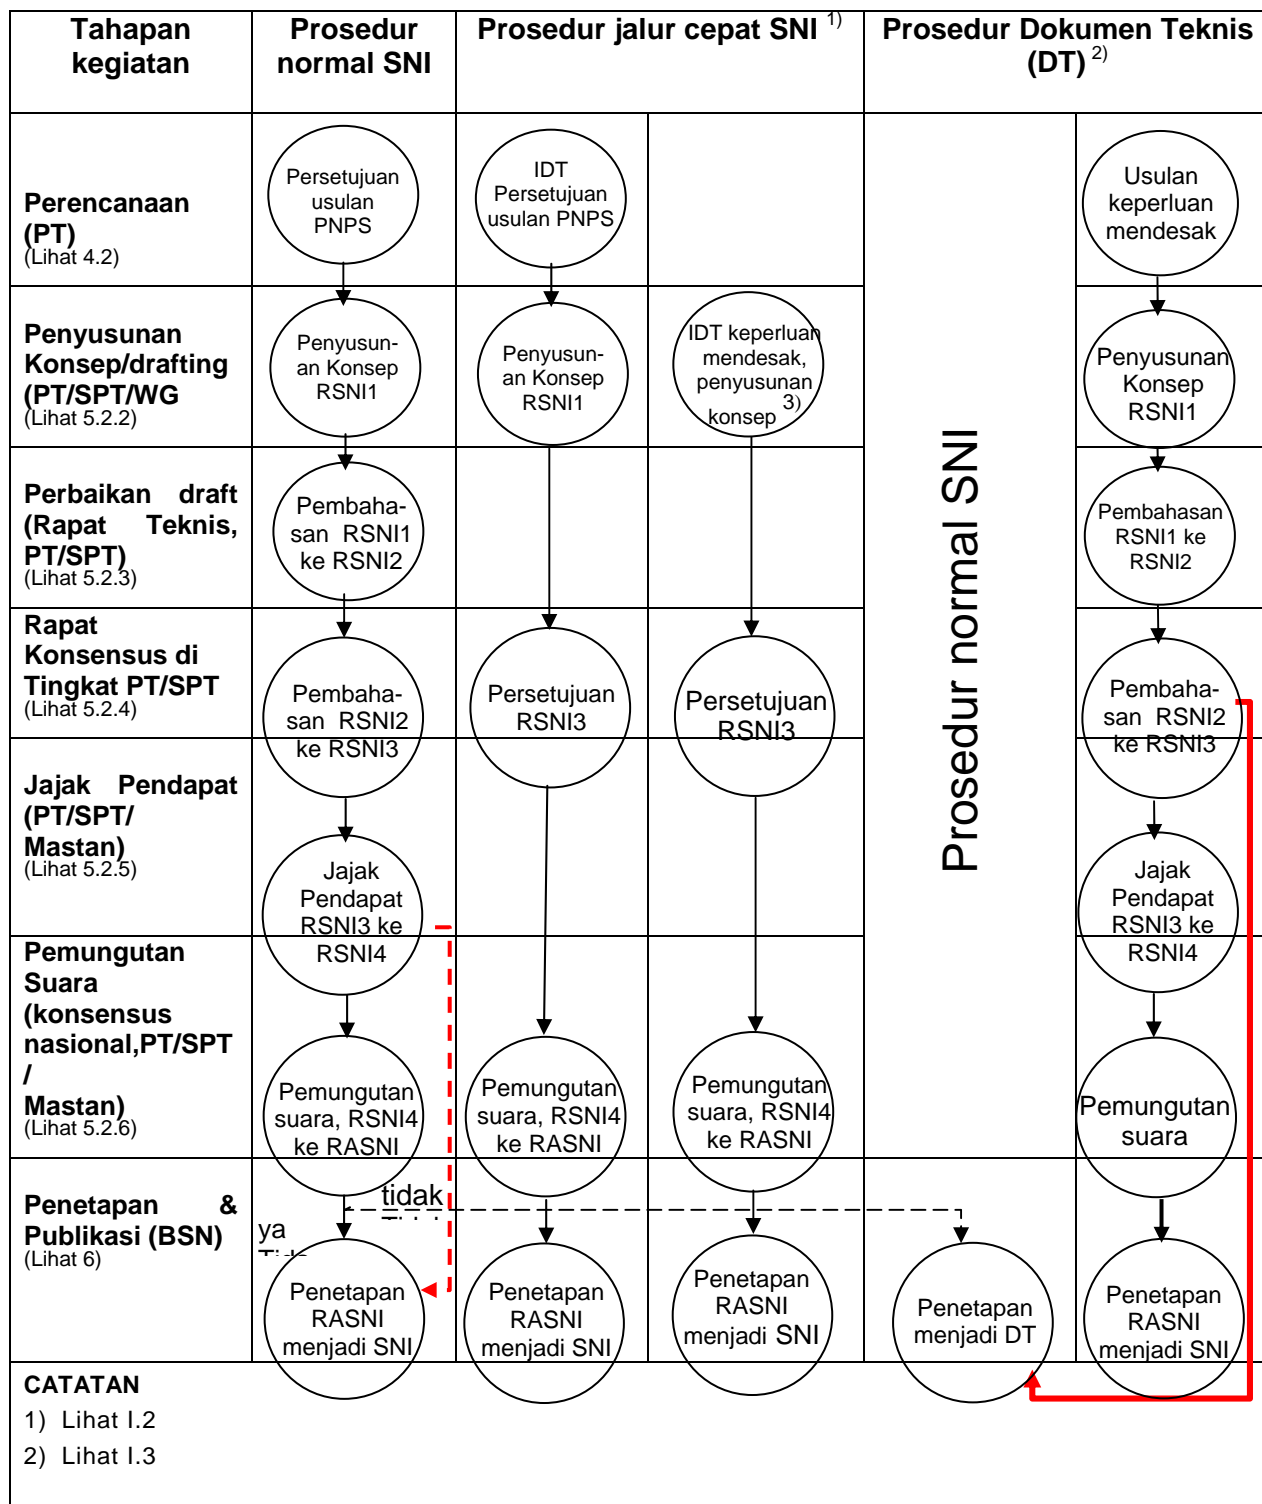 Tahapan
kegiatan
Prosedur
normal SNI
Prosedur jalur cepat SNI 1)
Prosedur Dokumen Teknis
(DT) 2)
Perencanaan
(PT)
(Lihat 4.2)
Persetujuan
usulan
PNPS
IDT
Persetujuan
usulan PNPS
Prosedur normal SNI
Usulan
keperluan
mendesak
Penyusunan
Konsep/drafting
(PT/SPT/WG
(Lihat 5.2.2)
Penyusun-
an Konsep
RSNI1
Penyusun-
an Konsep
RSNI1
IDT keperluan
mendesak,
penyusunan
konsep 3)
Penyusunan
Konsep
RSNI1
Perbaikan draft
(Rapat Teknis,
PT/SPT)
(Lihat 5.2.3)
Pembaha-
san RSNI1
ke RSNI2
Pembahasan
RSNI1 ke
RSNI2
Rapat
Konsensus di
Tingkat PT/SPT
(Lihat 5.2.4)
Pembaha-
san RSNI2
ke RSNI3
Persetujuan
RSNI3
Persetujuan
RSNI3
Pembaha-
san RSNI2
ke RSNI3
Jajak Pendapat
(PT/SPT/
Mastan)
(Lihat 5.2.5)
Jajak
Pendapat
RSNI3 ke
RSNI4
Jajak
Pendapat
RSNI3 ke
RSNI4
Pemungutan
Suara
(konsensus
nasional,PT/SPT
/
Mastan)
(Lihat 5.2.6)
Pemungutan
suara, RSNI4
ke RASNI
Pemungutan
suara, RSNI4
ke RASNI
Pemungutan
suara, RSNI4
ke RASNI
Pemungutan
suara
Penetapan &
Publikasi (BSN)
(Lihat 6)
ya
tidak
Penetapan
RASNI
menjadi SNI
Penetapan
RASNI
menjadi SNI
Penetapan
RASNI
menjadi SNI
Penetapan
menjadi DT
Penetapan
RASNI
menjadi SNI
CATATAN
1) Lihat I.2
2) Lihat I.3